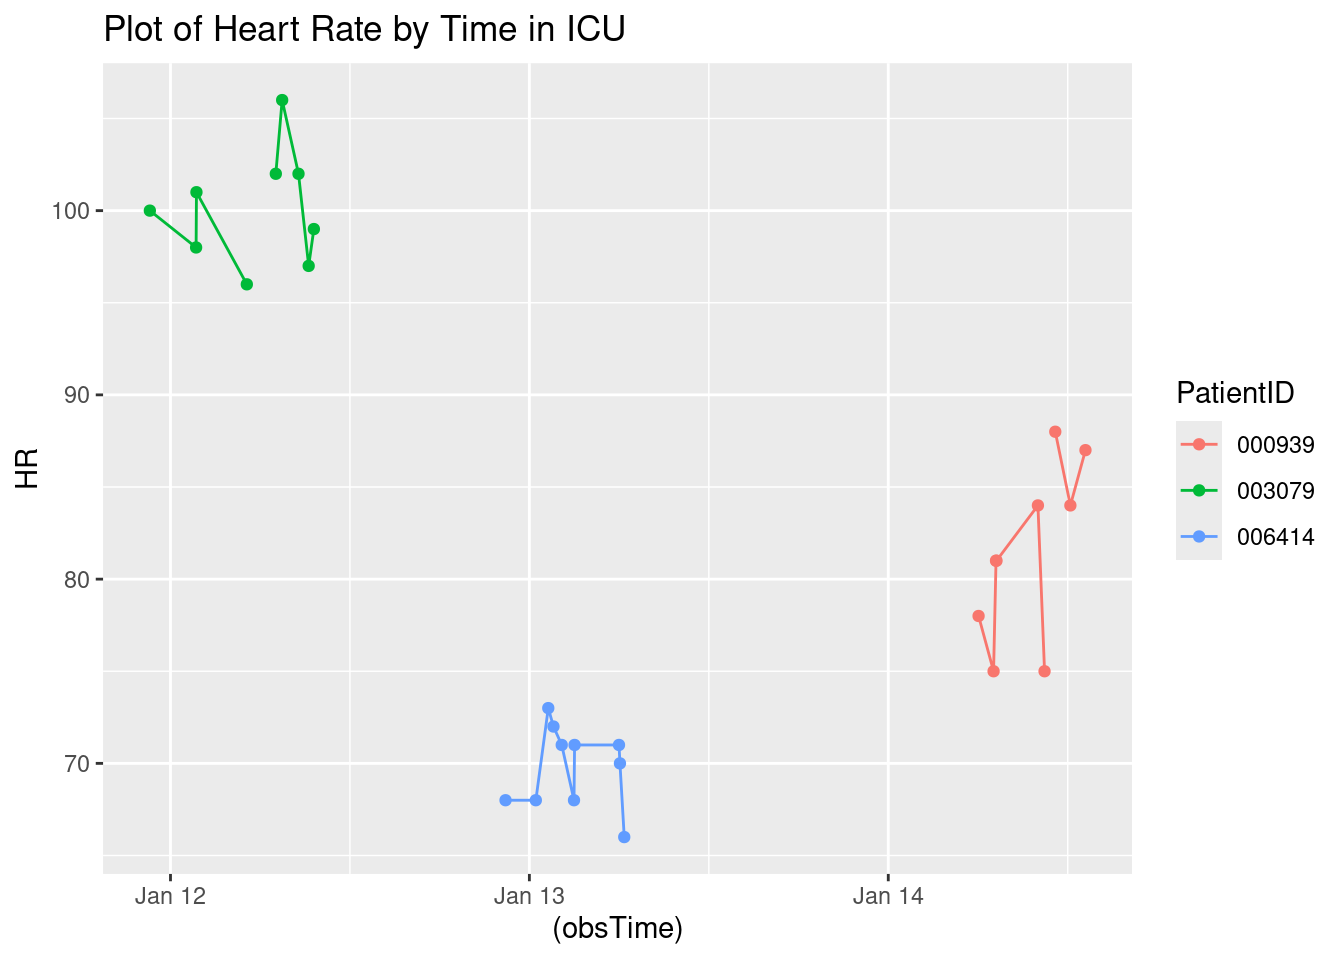 Plot of Heart Rate by Time in ICU
100
90
80
70
HR
Jan 12
Jan 13
Jan 14
(obsTime)
PatientID
000939
003079
006414